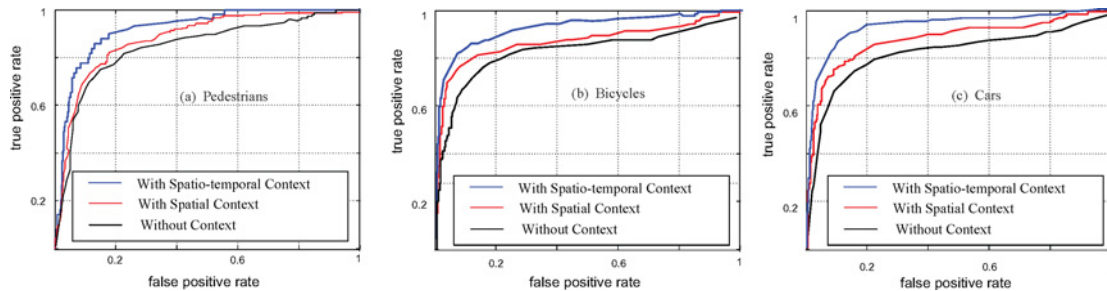 1
0.6
0.2
true positive rate
(a) Pedestrians
With Spatio-temporal Context
With Spatial Context
Without Context
0.2
0.6
1
false positive rate
1
0.6
0.2
true positive rate
(b) Bicycles
With Spatio-temporal Context
With Spatial Context
Without Context
0.2
0.6
1
false positive rate
1
0.6
0.2
true positive rate
(c) Cars
With Spatio-temporal Context
With Spatial Context
Without Context
0.2
0.6
false positive rate